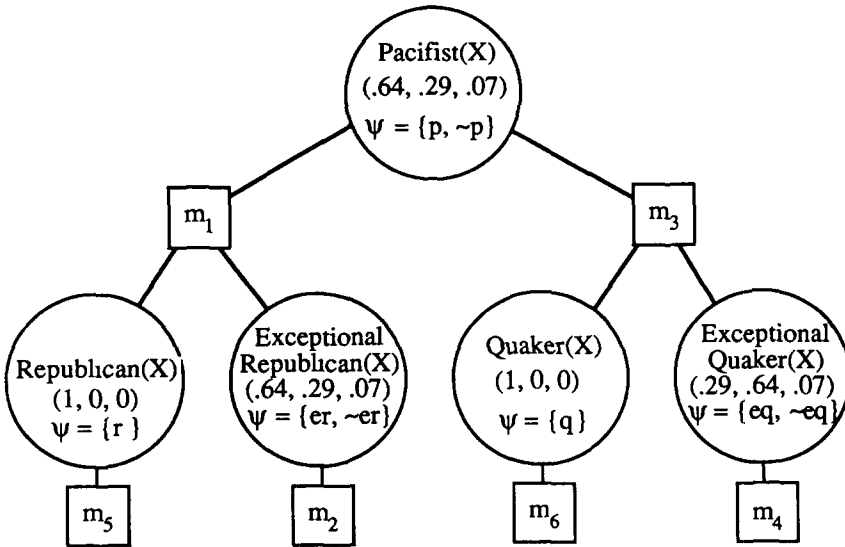 Pacifist(X)
(.64, .29, .07)
ψ = {p, ~p}
m₁
m₃
Republican(X)
(1, 0, 0)
ψ = {r }
Exceptional
Republican(X)
(.64, .29, .07)
ψ = {er, ~er}
Quaker(X)
(1, 0, 0)
ψ = {q}
Exceptional
Quaker(X)
(.29, .64, .07)
ψ = {eq, ~eq}
m₅
m₂
m₆
m₄